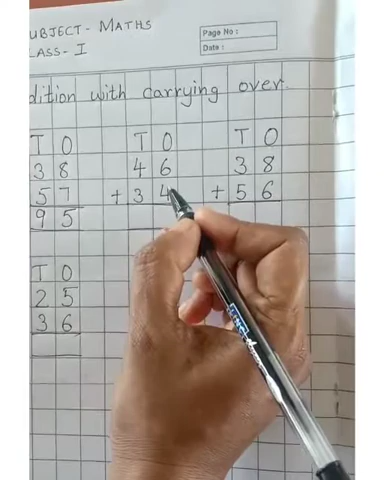 UBJECT- MATHS
LASS- I
Page No :
Date :
dition with carrying over
T O T O T O
3 8 4 6 3 8
5 7 + 3 4 + 5 6
9 5
T O
2 5
3 6